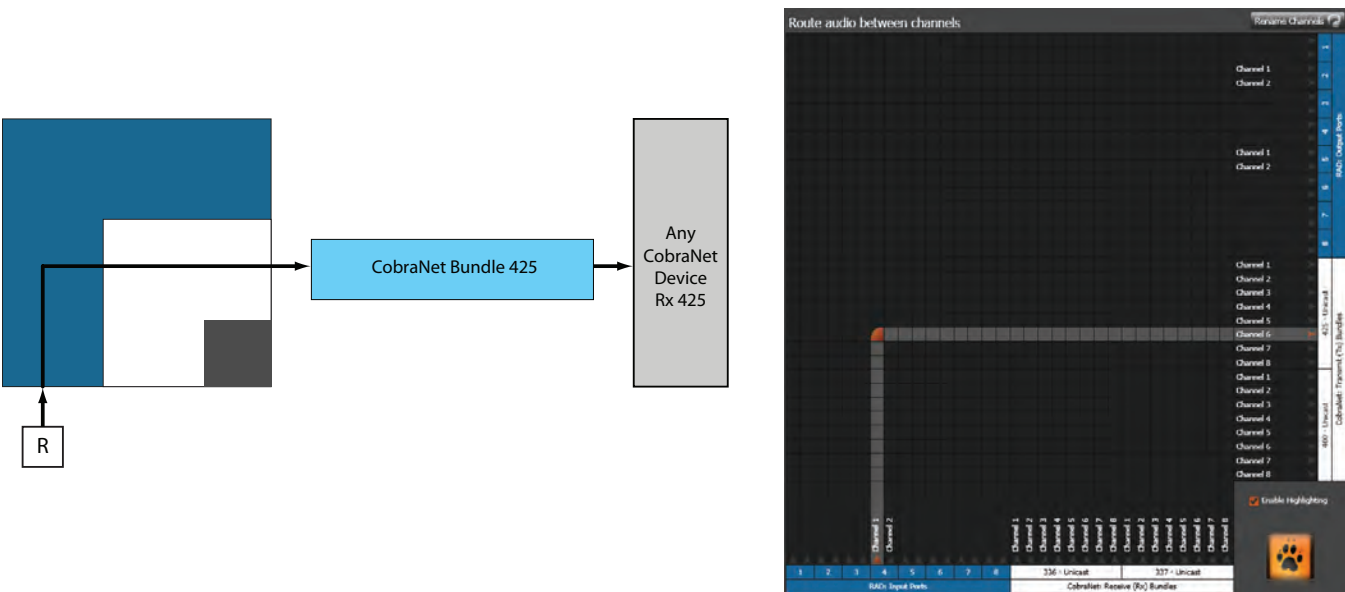 R
CobraNet Bundle 425
Any
CobraNet
Device
Rx 425
Route audio between channels
Rename Channels
Channel 1
Channel 2
Channel 1
Channel 2
Channel 1
Channel 2
Channel 3
Channel 4
Channel 5
Channel 6
Channel 7
Channel 8
Channel 1
Channel 2
Channel 3
Channel 4
Channel 5
Channel 6
Channel 7
Channel 8
1
2
3
4
5
6
7
8
RAD: Output Ports
425 - Unicast
400 - Unicast
CobraNet: Transmit (Tx) Bundles
Enable Highlighting
Channel 1
Channel 2
Channel 1
Channel 2
Channel 3
Channel 4
Channel 5
Channel 6
Channel 7
Channel 8
Channel 1
Channel 2
Channel 3
Channel 4
Channel 5
Channel 6
Channel 7
Channel 8
1 2 3 4 5 6 7 8
336 - Unicast 337 - Unicast
RAD: Input Ports
CobraNet: Receive (Rx) Bundles